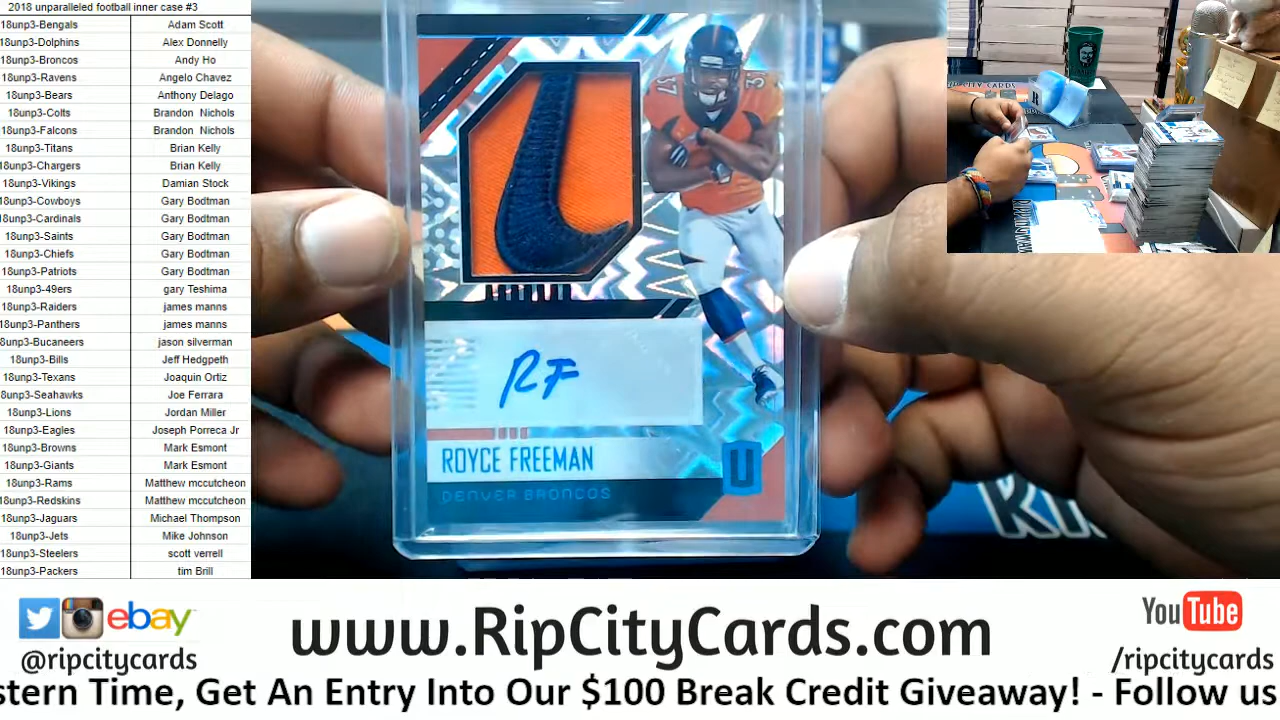 2018 unparalleled football inner case #3
18unp3-Bengals Adam Scott
18unp3-Dolphins Alex Donnelly
18unp3-Broncos Andy Ho
18unp3-Ravens Angelo Chavez
18unp3-Bears Anthony Delago
18unp3-Colts Brandon Nichols
18unp3-Falcons Brandon Nichols
18unp3-Titans Brian Kelly
18unp3-Chargers Brian Kelly
18unp3-Vikings Damian Stock
18unp3-Cowboys Gary Bodtman
18unp3-Cardinals Gary Bodtman
18unp3-Saints Gary Bodtman
18unp3-Chiefs Gary Bodtman
18unp3-Patriots Gary Bodtman
18unp3-49ers gary Teshima
18unp3-Raiders james manns
18unp3-Panthers james manns
8unp3-Bucaneers jason silverman
18unp3-Bills Jeff Hedgpeth
18unp3-Texans Joaquin Ortiz
8unp3-Seahawks Joe Ferrara
18unp3-Lions Jordan Miller
18unp3-Eagles Joseph Porreca Jr
18unp3-Browns Mark Esmont
18unp3-Giants Mark Esmont
18unp3-Rams Matthew mccutcheon
18unp3-Redskins Matthew mccutcheon
18unp3-Jaguars Michael Thompson
18unp3-Jets Mike Johnson
18unp3-Steelers scott verrell
18unp3-Packers tim Brill
37
RF
ROYCE FREEMAN
DENVER BRONCOS
U
CITY CARDS
ebay
@ripcitycards
www.RipCityCards.com
YouTube
/ripcitycards
stern Time, Get An Entry Into Our $100 Break Credit Giveaway! - Follow us